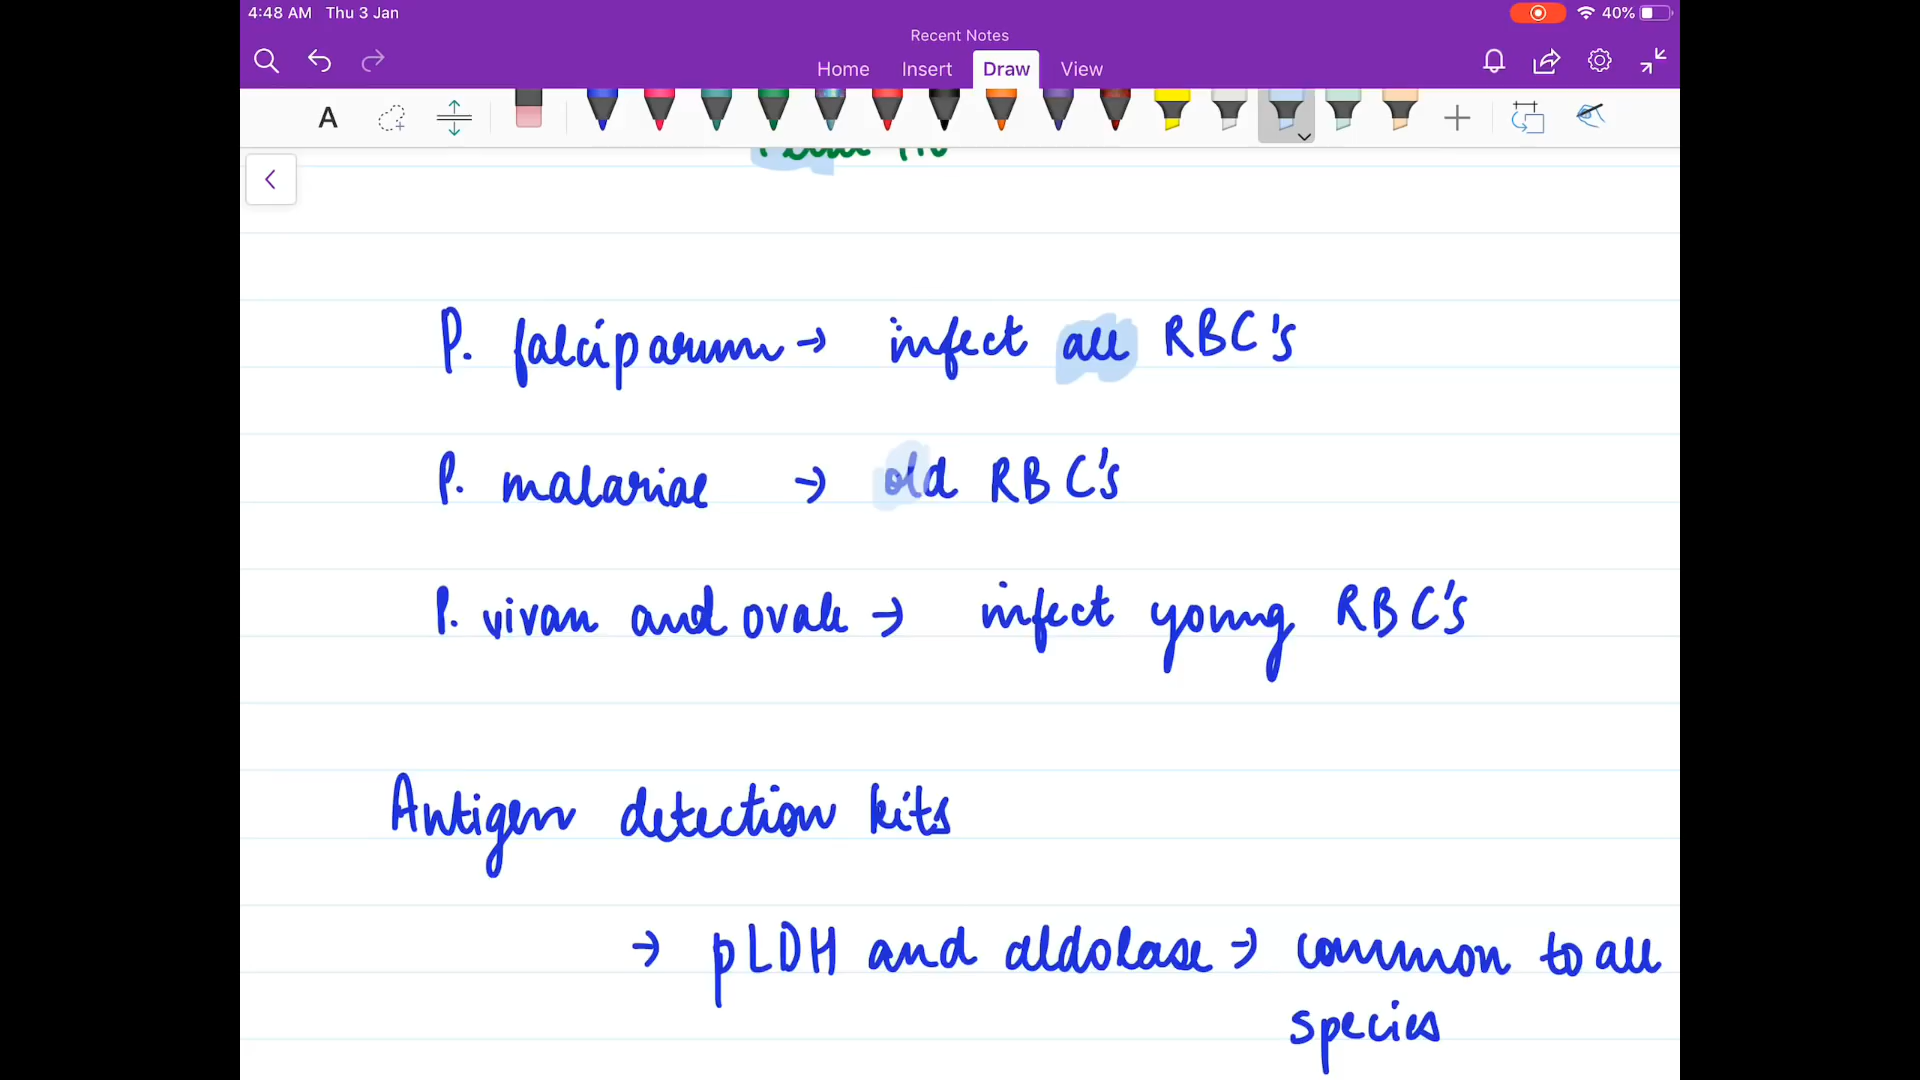 4:48 AM Thu 3 Jan
40%
Recent Notes
Home Insert Draw View
A
P. falciparum → infect all RBC's
P. malariae → old RBC's
P. vivax and ovale → infect young RBC's
Antigen detection kits
→ pLDH and aldolase → common to all
species